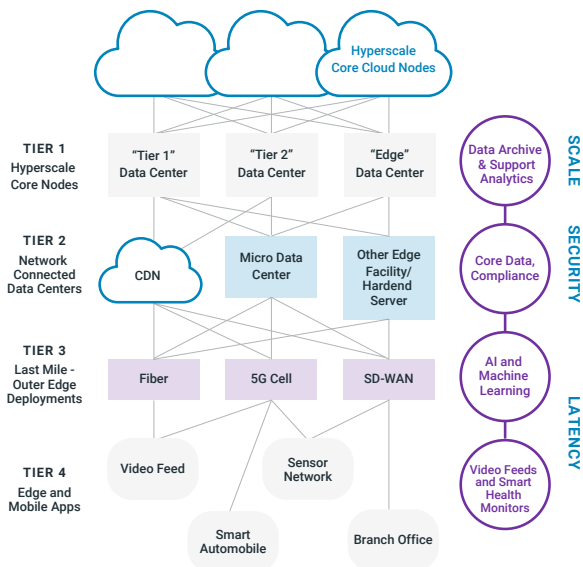 Hyperscale
Core Cloud Nodes
TIER 1
Hyperscale
Core Nodes
“Tier 1”
Data Center
“Tier 2”
Data Center
“Edge”
Data Center
Data Archive
& Support
Analytics
SCALE
TIER 2
Network
Connected
Data Centers
CDN
Micro Data
Center
Other Edge
Facility/
Hardend
Server
Core Data,
Compliance
SECURITY
TIER 3
Last Mile -
Outer Edge
Deployments
Fiber
5G Cell
SD-WAN
AI and
Machine
Learning
LATENCY
TIER 4
Edge and
Mobile Apps
Video Feed
Sensor
Network
Smart
Automobile
Branch Office
Video Feeds
and Smart
Health
Monitors